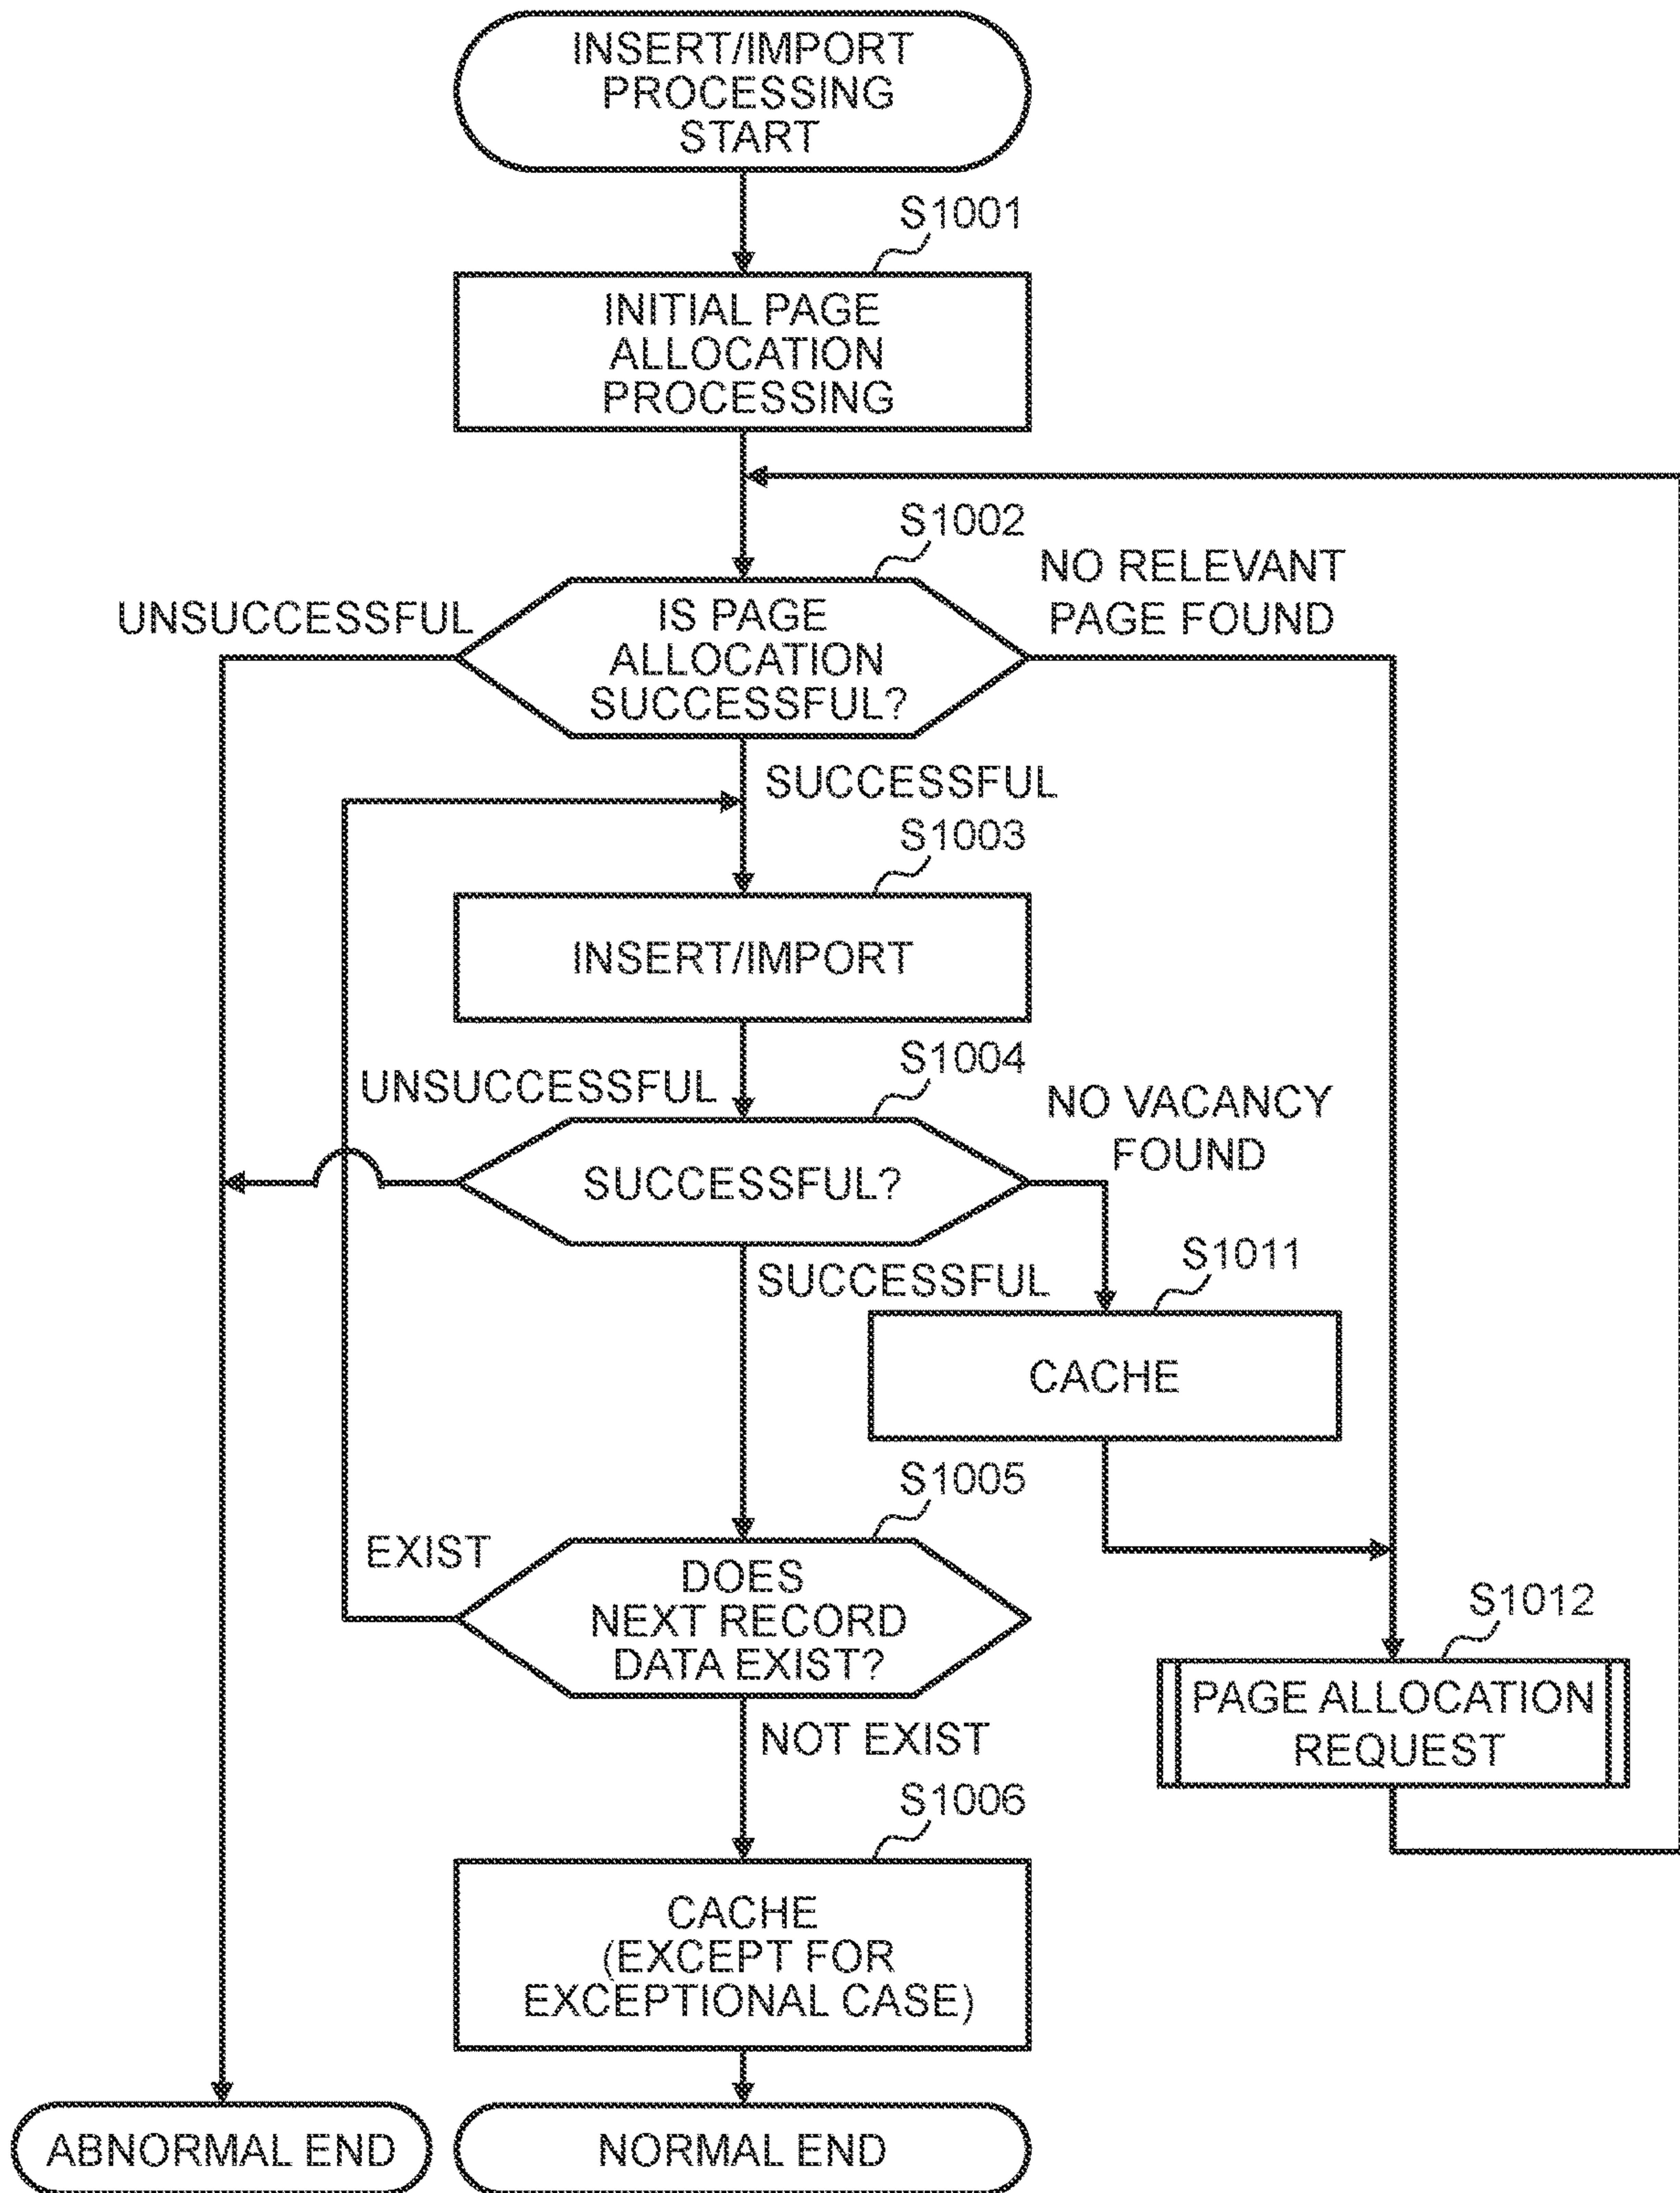 INSERT/IMPORT
PROCESSING
START
S1001
INITIAL PAGE
ALLOCATION
PROCESSING
S1002
UNSUCCESSFUL
IS PAGE
ALLOCATION
SUCCESSFUL?
NO RELEVANT
PAGE FOUND
SUCCESSFUL
S1003
INSERT/IMPORT
S1004
UNSUCCESSFUL
SUCCESSFUL?
NO VACANCY
FOUND
SUCCESSFUL
S1011
CACHE
S1005
EXIST
DOES
NEXT RECORD
DATA EXIST?
S1012
PAGE ALLOCATION
REQUEST
NOT EXIST
S1006
CACHE
(EXCEPT FOR
EXCEPTIONAL CASE)
ABNORMAL END
NORMAL END